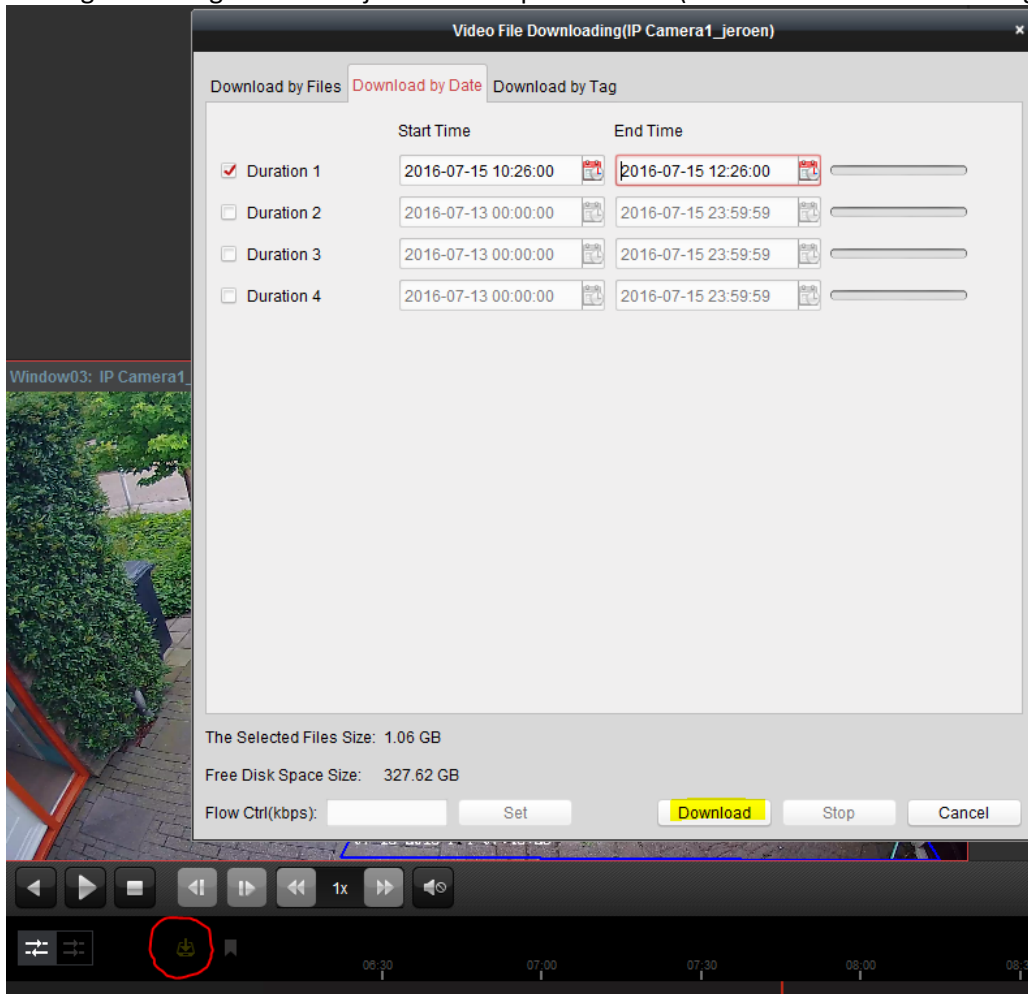 Video File Downloading(IP Camera1_jeroen) ×
Download by Files Download by Date Download by Tag
Start Time End Time
Duration 1 2016-07-15 10:26:00 2016-07-15 12:26:00
Duration 2 2016-07-13 00:00:00 2016-07-15 23:59:59
Duration 3 2016-07-13 00:00:00 2016-07-15 23:59:59
Duration 4 2016-07-13 00:00:00 2016-07-15 23:59:59
Window03: IP Camera1_
The Selected Files Size: 1.06 GB
Free Disk Space Size: 327.62 GB
Flow Ctrl(kbps): Set Download Stop Cancel
1x
06:30 07:00 07:30 08:00